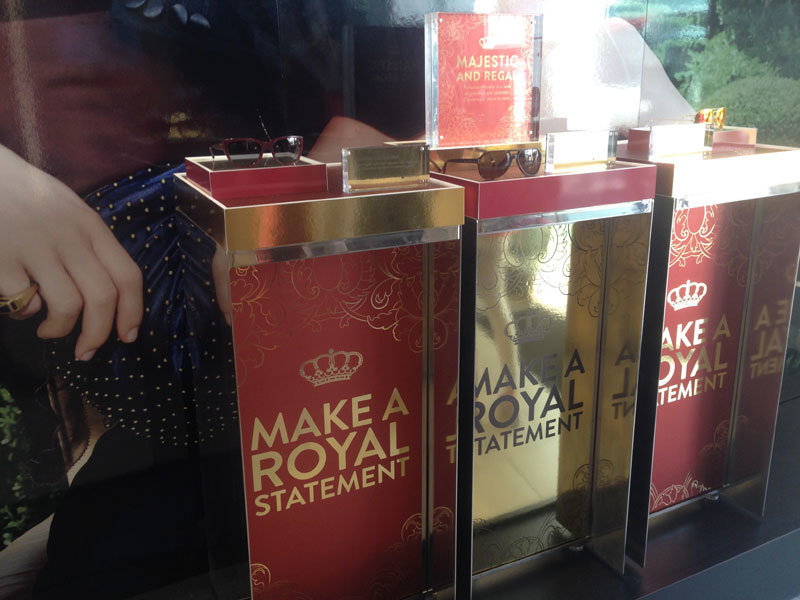 MAJESTIC
AND REGAL
MAKE A
ROYAL
STATEMENT
MAKE A
ROYAL
STATEMENT
MAKE A
ROYAL
STATEMENT